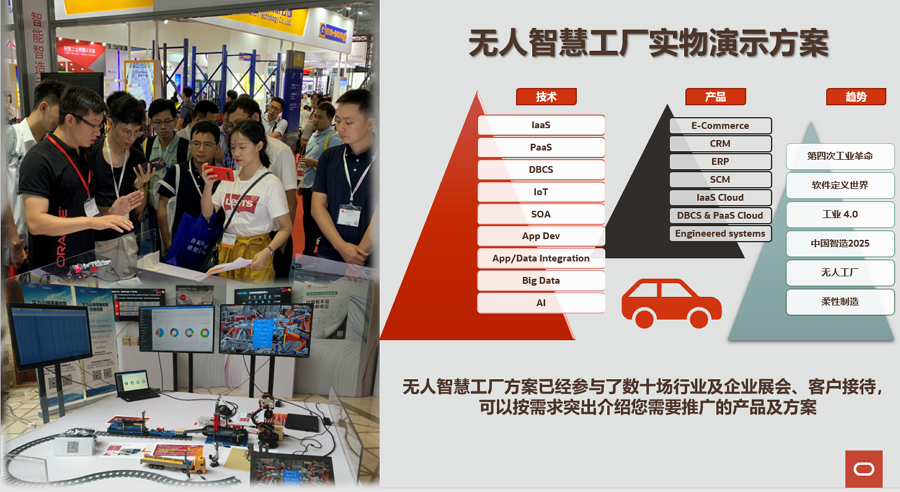 智能智造
ORACLE
LEVI'S
无人智慧工厂实物演示方案
技术
IaaS
PaaS
DBCS
IoT
SOA
App Dev
App/Data Integration
Big Data
AI
产品
E-Commerce
CRM
ERP
SCM
IaaS Cloud
DBCS & PaaS Cloud
Engineered systems
趋势
第四次工业革命
软件定义世界
工业 4.0
中国智造2025
无人工厂
柔性制造
无人智慧工厂方案已经参与了数十场行业及企业展会、客户接待，
可以按需求突出介绍您需要推广的产品及方案